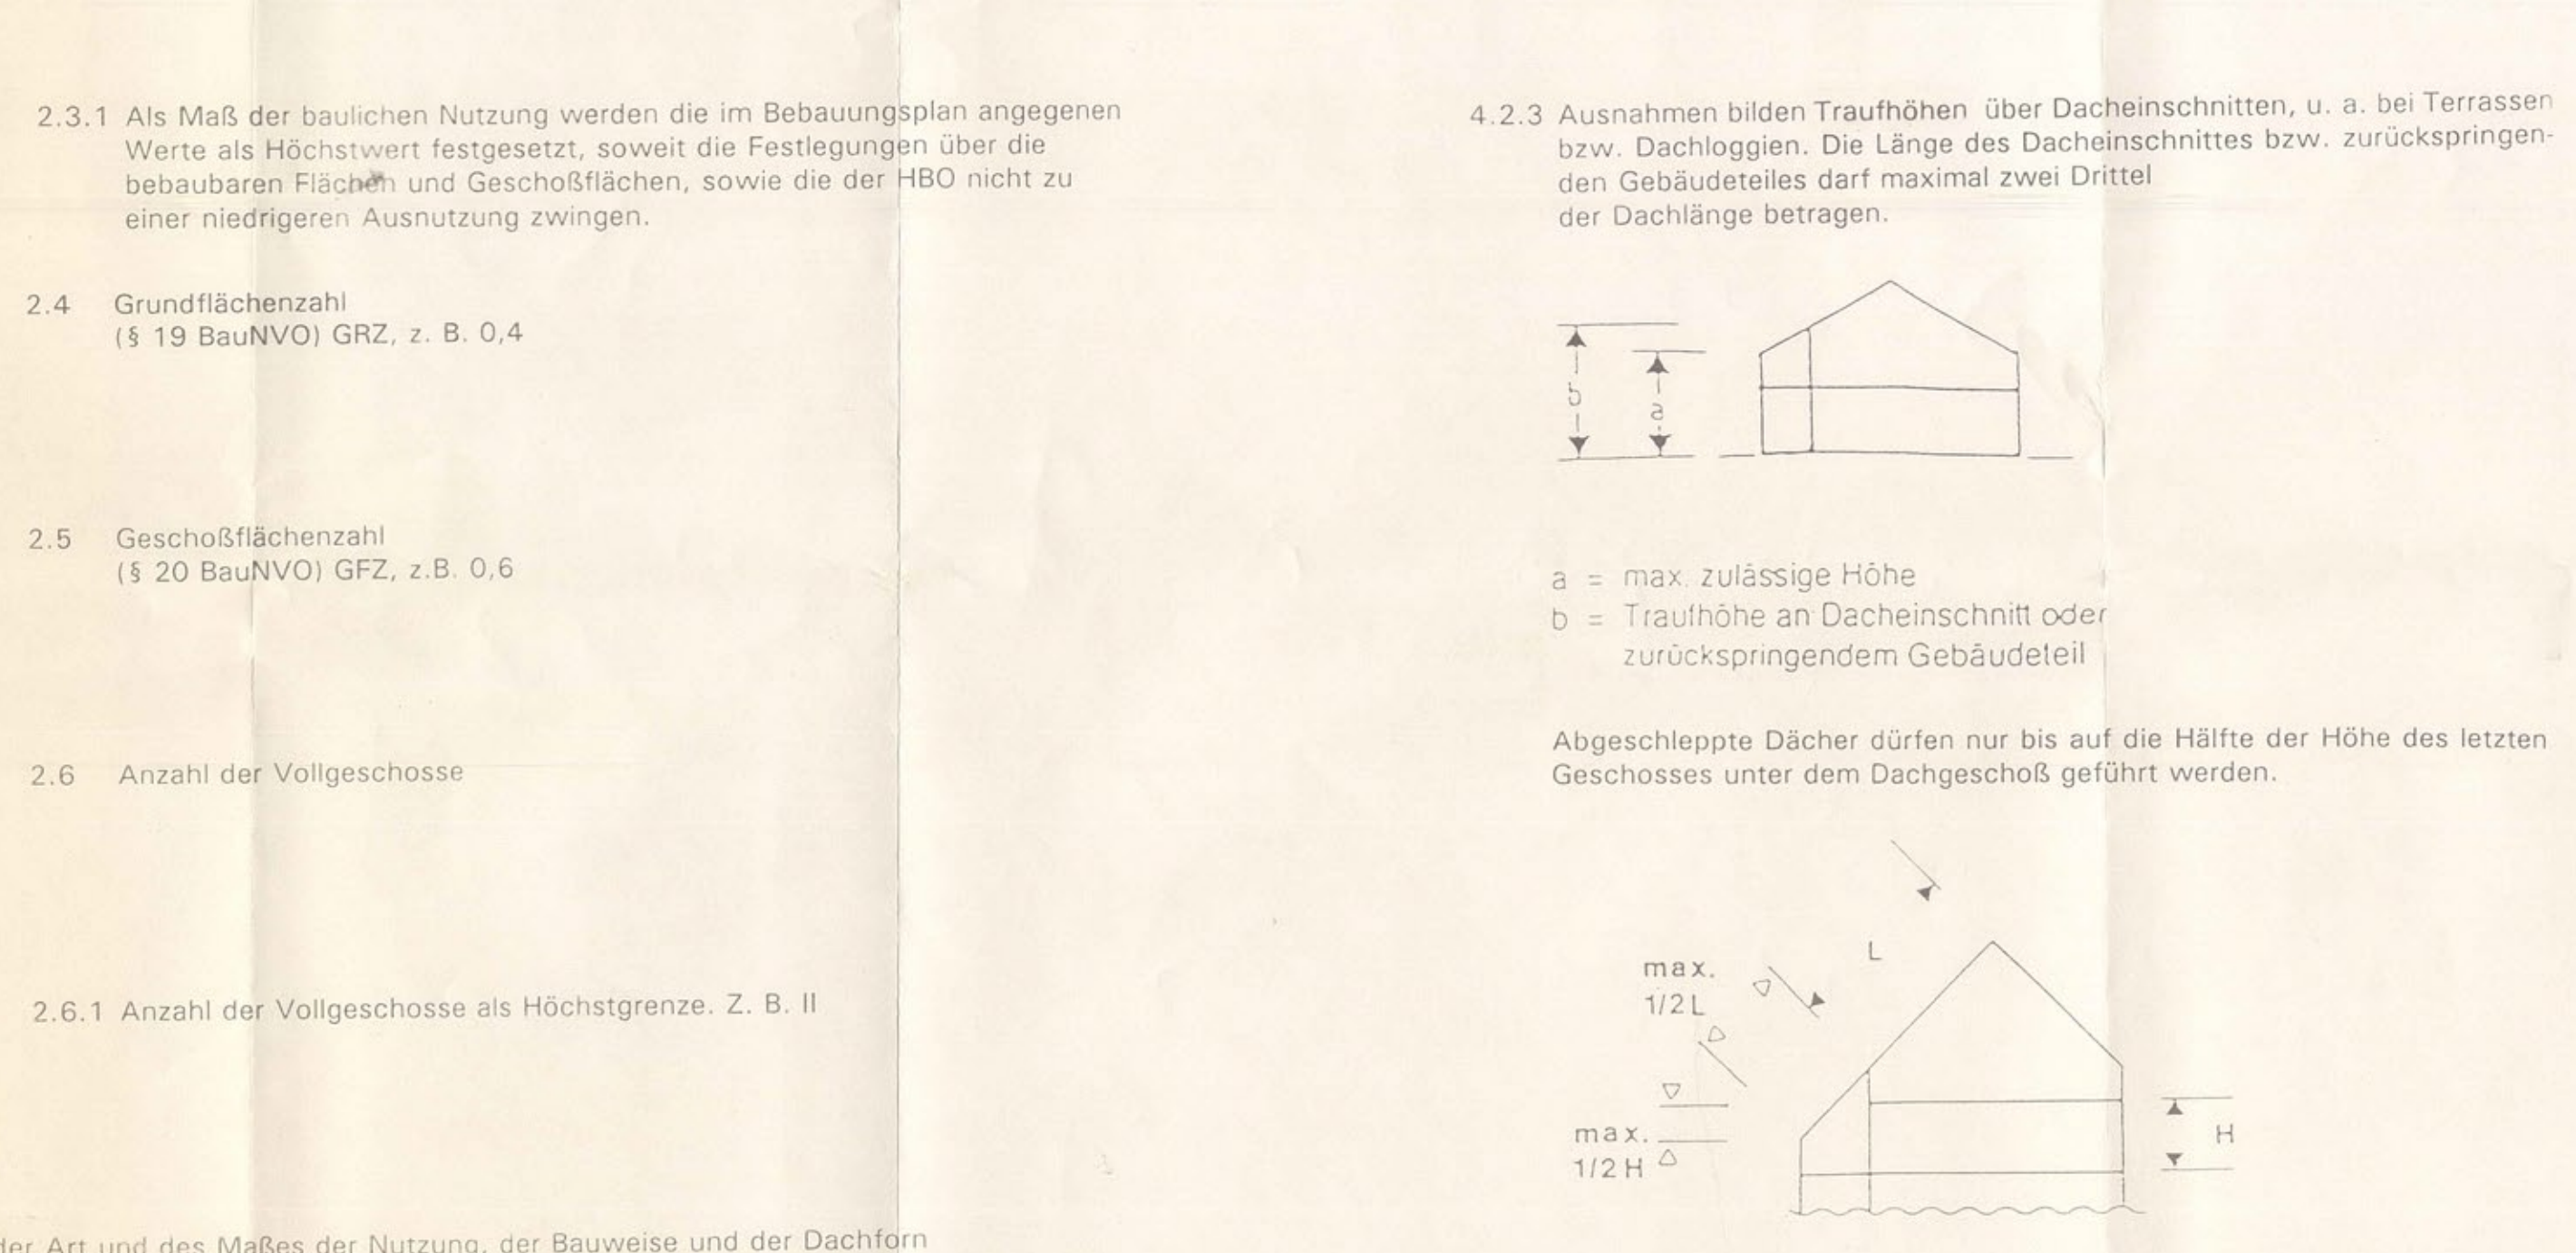 2.3.1 Als Maß der baulichen Nutzung werden die im Bebauungsplan angegenen
Werte als Höchstwert festgesetzt, soweit die Festlegungen über die
bebaubaren Flächen und Geschoßflächen, sowie die der HBO nicht zu
einer niedrigeren Ausnutzung zwingen.
2.4 Grundflächenzahl
(§ 19 BauNVO) GRZ, z. B. 0,4
2.5 Geschoßflächenzahl
(§ 20 BauNVO) GFZ, z.B. 0,6
2.6 Anzahl der Vollgeschosse
2.6.1 Anzahl der Vollgeschosse als Höchstgrenze. Z. B. II
der Art und des Maßes der Nutzung, der Bauweise und der Dachform
4.2.3 Ausnahmen bilden Traufhöhen über Dacheinschnitten, u. a. bei Terrassen
bzw. Dachloggien. Die Länge des Dacheinschnittes bzw. zurückspringen-
den Gebäudeteiles darf maximal zwei Drittel
der Dachlänge betragen.
b
a
a = max. zulässige Höhe
b = Traufhöhe an Dacheinschnitt oder
zurückspringendem Gebäudeteil
Abgeschleppte Dächer dürfen nur bis auf die Hälfte der Höhe des letzten
Geschosses unter dem Dachgeschoß geführt werden.
L
max.
1/2 L
max.
1/2 H
H